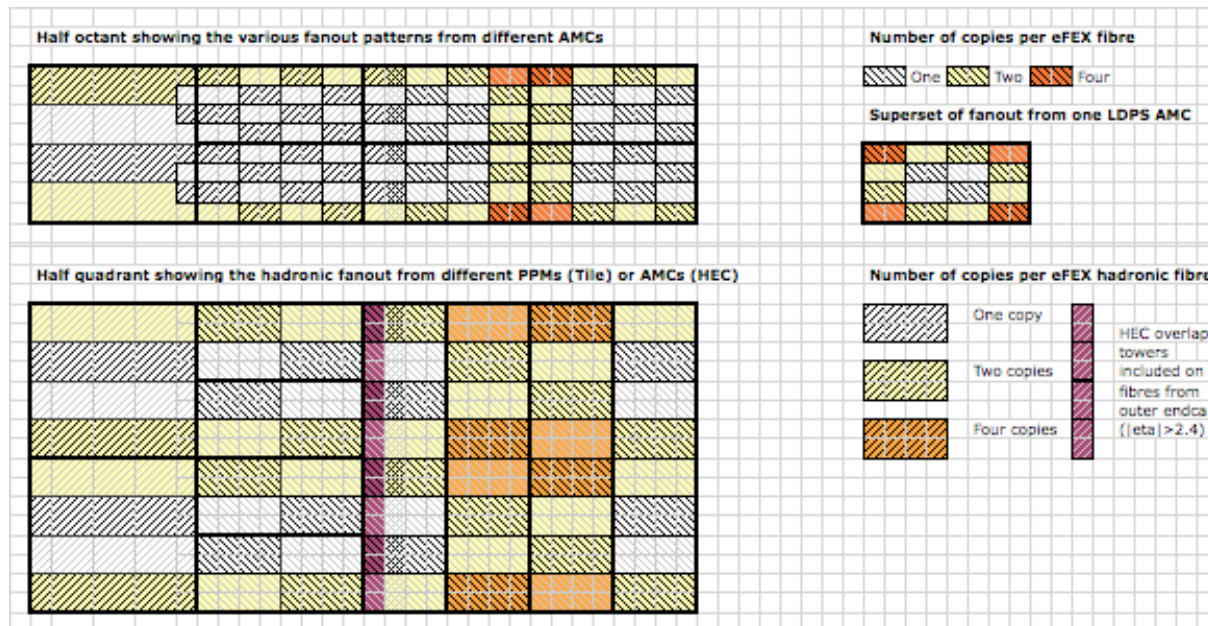 Half octant showing the various fanout patterns from different AMCs
Number of copies per eFEX fibre
One Two Four
Superset of fanout from one LDPS AMC
Half quadrant showing the hadronic fanout from different PPMs (Tile) or AMCs (HEC)
Number of copies per eFEX hadronic fibre
One copy
Two copies
Four copies
HEC overlap
towers
included on
fibres from
outer endca
(|eta|>2.4)